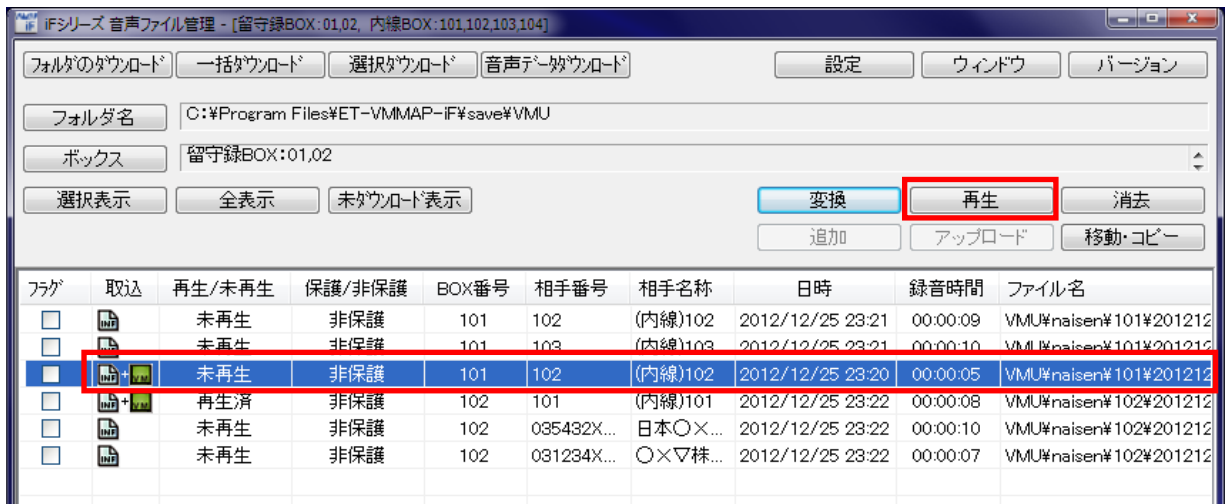 iFシリーズ 音声ファイル管理 - [留守録BOX:01,02, 内線BOX:101,102,103,104]
フォルダのダウンロード 一括ダウンロード 選択ダウンロード 音声データダウンロード 設定 ウィンドウ バージョン
フォルダ名 C:¥Program Files¥ET-VMMAP-iF¥save¥VMU
ボックス 留守録BOX:01,02
選択表示 全表示 未ダウンロード表示 変換 再生 消去
追加 アップロード 移動・コピー
フラグ 取込 再生/未再生 保護/非保護 BOX番号 相手番号 相手名称 日時 録音時間 ファイル名
INF 未再生 非保護 101 102 (内線)102 2012/12/25 23:21 00:00:09 VMU¥naisen¥101¥201212
INF 未再生 非保護 101 103 (内線)103 2012/12/25 23:21 00:00:10 VMU¥naisen¥101¥201212
INF+VM 未再生 非保護 101 102 (内線)102 2012/12/25 23:20 00:00:05 VMU¥naisen¥101¥201212
INF+VM 再生済 非保護 102 101 (内線)101 2012/12/25 23:22 00:00:08 VMU¥naisen¥102¥201212
INF 未再生 非保護 102 035432X... 日本○×... 2012/12/25 23:22 00:00:10 VMU¥naisen¥102¥201212
INF 未再生 非保護 102 031234X... ○×▽株... 2012/12/25 23:22 00:00:07 VMU¥naisen¥102¥201212